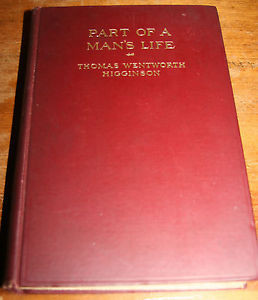 PART OF A
MAN'S LIFE
THOMAS WENTWORTH
HIGGINSON